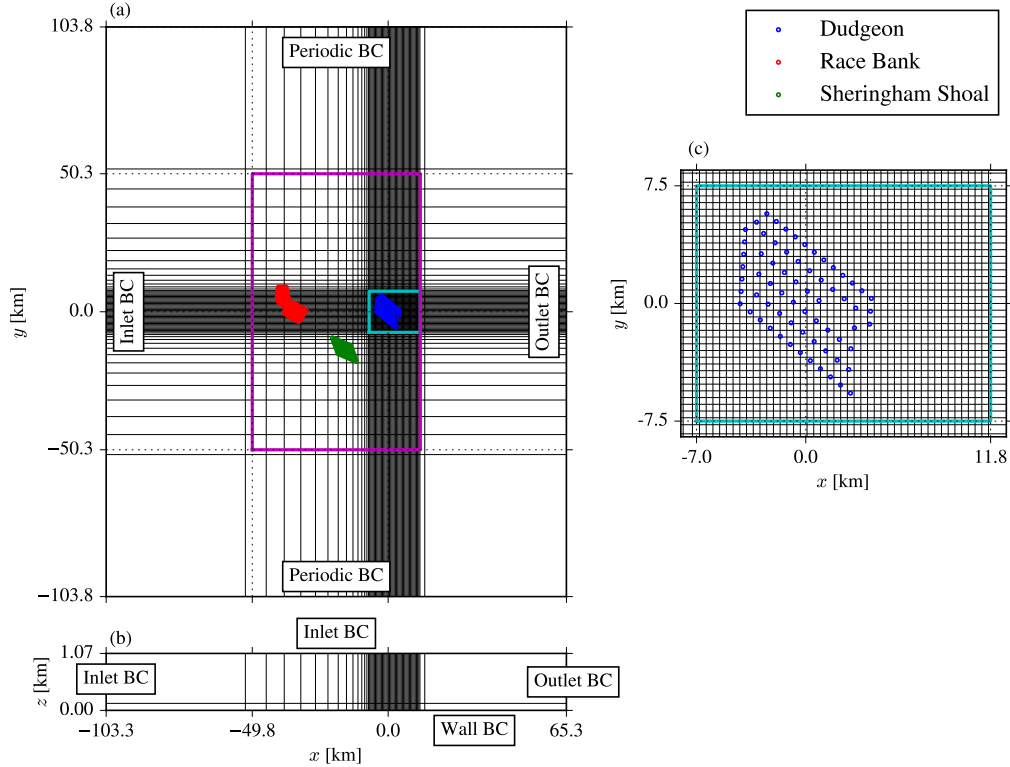 (a)
103.8
Periodic BC
50.3
y [km]
Inlet BC
0.0
Outlet BC
−50.3
Periodic BC
−103.8
(b)
Inlet BC
1.07
z [km]
Inlet BC
Outlet BC
0.00
Wall BC
−103.3
−49.8
0.0
65.3
x [km]
Dudgeon
Race Bank
Sheringham Shoal
(c)
7.5
y [km]
0.0
-7.5
-7.0
0.0
11.8
x [km]